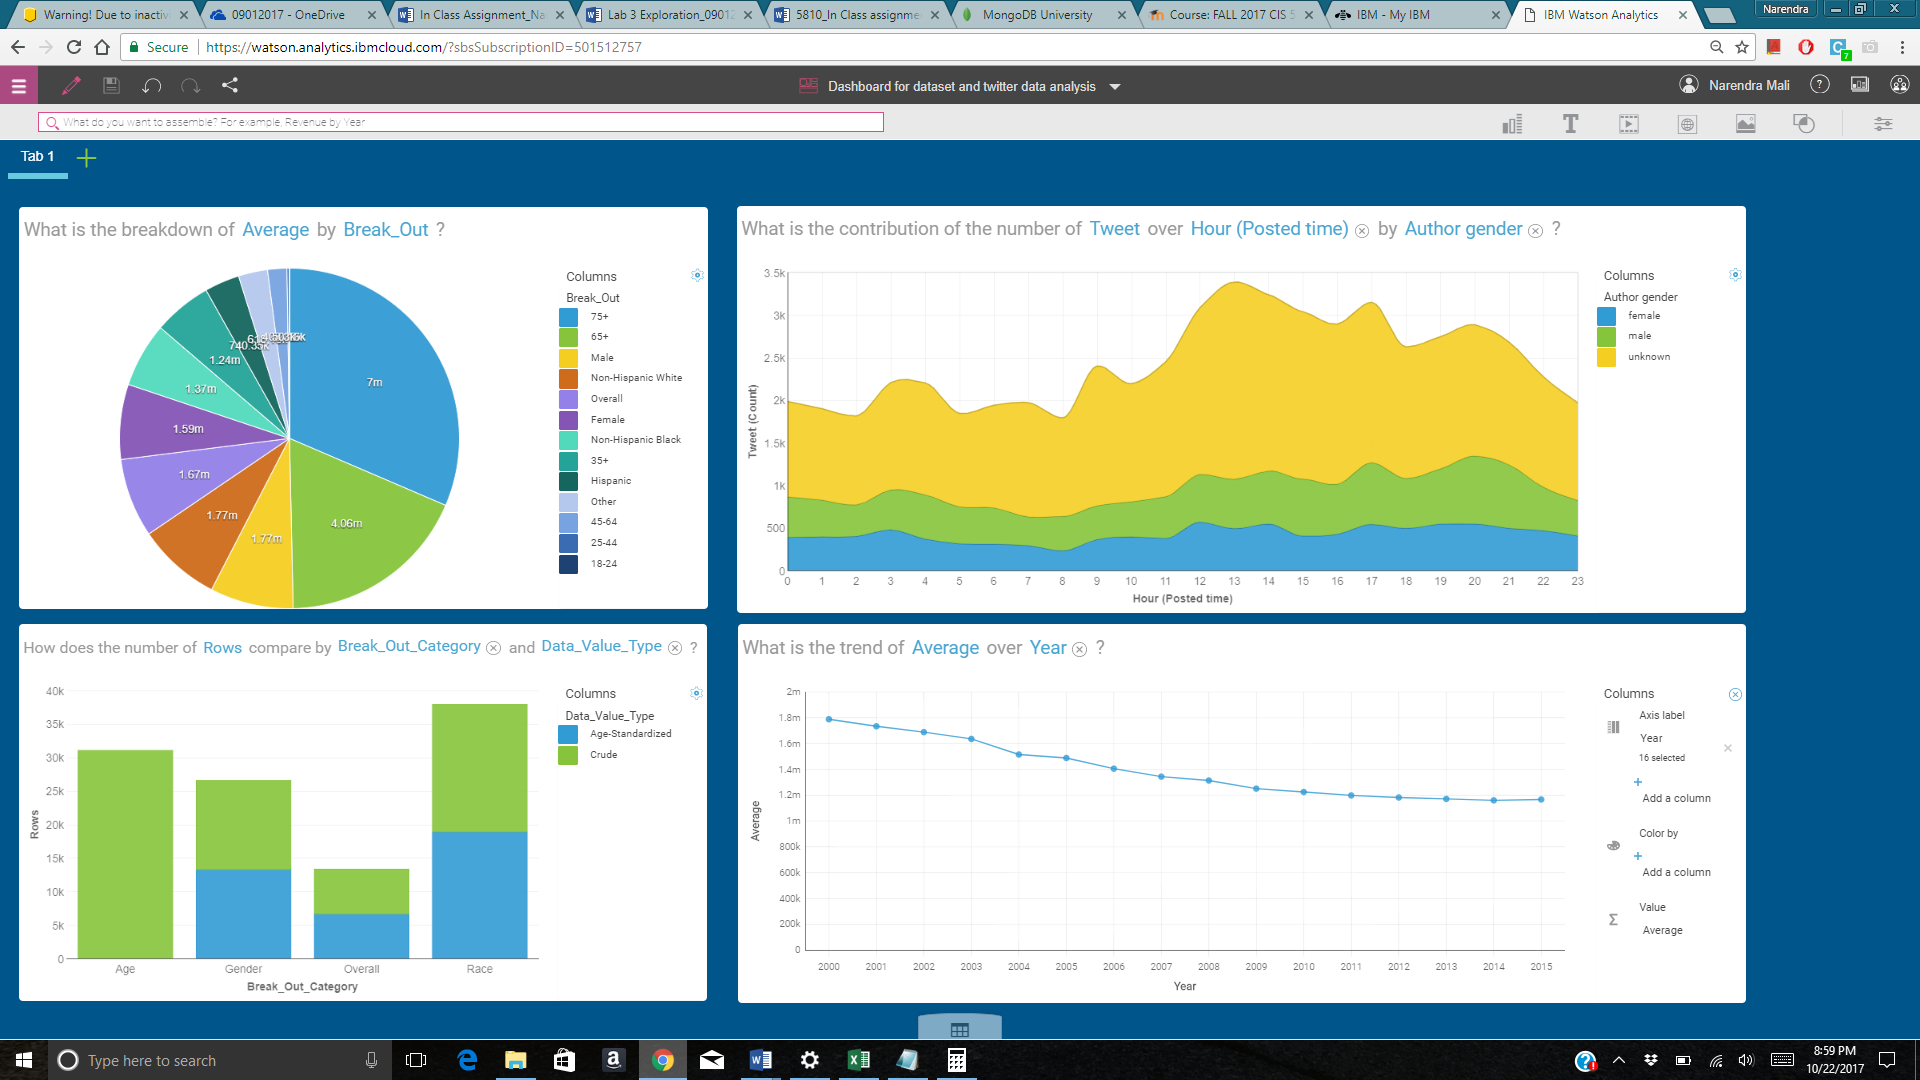 Warning! Due to inactiv
09012017 - OneDrive
In Class Assignment_Na
Lab 3 Exploration_0901
5810_In Class assignme
MongoDB University
Course: FALL 2017 CIS 5
IBM - My IBM
IBM Watson Analytics
Narendra
Secure
https://watson.analytics.ibmcloud.com/?sbsSubscriptionID=501512757
Dashboard for dataset and twitter data analysis
Narendra Mali
What do you want to assemble? For example, Revenue by Year
Tab 1
What is the breakdown of Average by Break_Out ?
Columns
Break_Out
75+
65+
Male
Non-Hispanic White
Overall
Female
Non-Hispanic Black
35+
Hispanic
Other
45-64
25-44
18-24
7m
4.06m
1.77m
1.77m
1.67m
1.59m
1.37m
1.24m
740.35k
What is the contribution of the number of Tweet over Hour (Posted time) by Author gender ?
Columns
Author gender
female
male
unknown
Tweet (Count)
3.5k
3k
2.5k
2k
1.5k
1k
500
0
0 1 2 3 4 5 6 7 8 9 10 11 12 13 14 15 16 17 18 19 20 21 22 23
Hour (Posted time)
How does the number of Rows compare by Break_Out_Category and Data_Value_Type ?
Columns
Data_Value_Type
Age-Standardized
Crude
Rows
40k
35k
30k
25k
20k
15k
10k
5k
0
Age Gender Overall Race
Break_Out_Category
What is the trend of Average over Year ?
Average
2m
1.8m
1.6m
1.4m
1.2m
1m
800k
600k
400k
200k
0
2000 2001 2002 2003 2004 2005 2006 2007 2008 2009 2010 2011 2012 2013 2014 2015
Year
Columns
Axis label
Year
16 selected
Add a column
Color by
Add a column
Value
Average
Type here to search
8:59 PM
10/22/2017